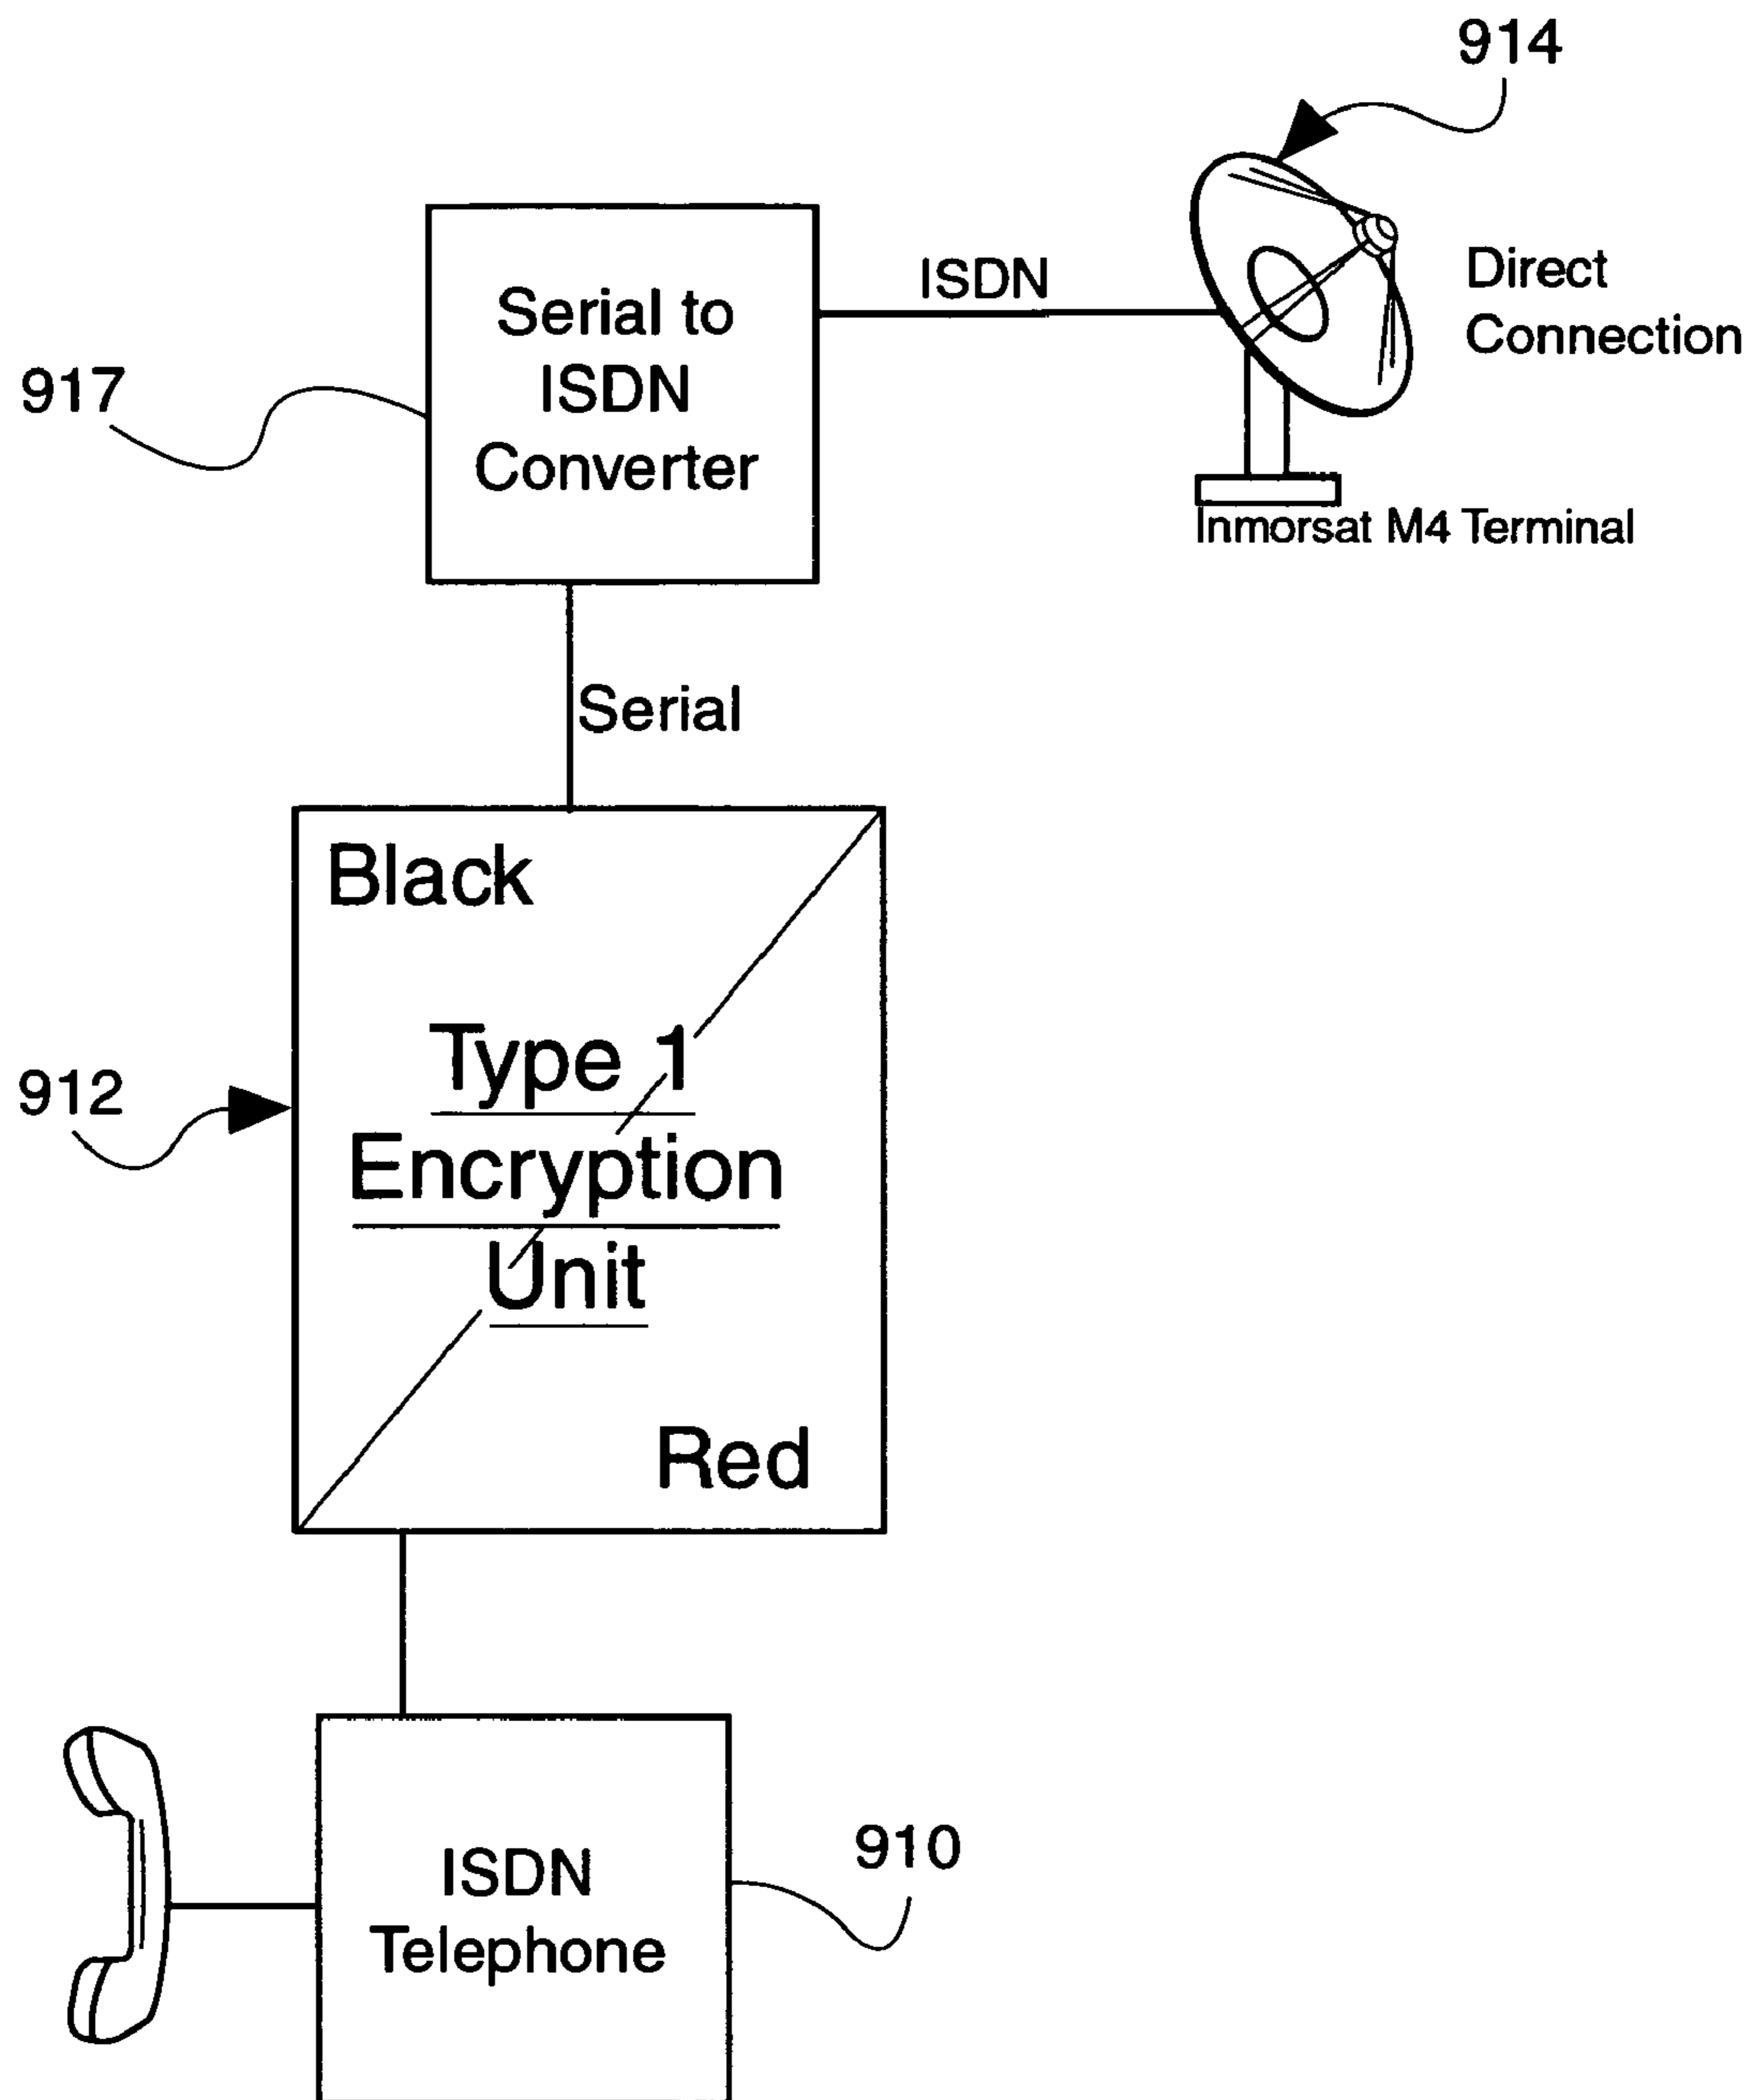 914
Serial to
ISDN
Converter
ISDN
Direct
Connection
917
Inmorsat M4 Terminal
Serial
Black
Type 1
Encryption
Unit
912
Red
ISDN
Telephone
910